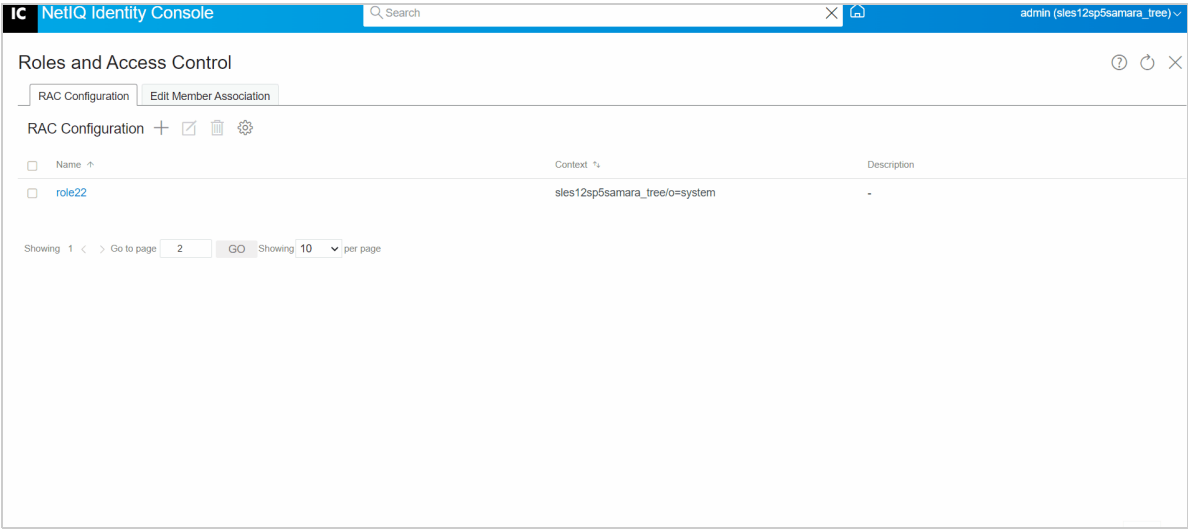 IC NetIQ Identity Console Search admin (sles12sp5samara_tree)
Roles and Access Control
RAC Configuration Edit Member Association
RAC Configuration
Name Context Description
role22 sles12sp5samara_tree/o=system -
Showing 1 Go to page 2 GO Showing 10 per page